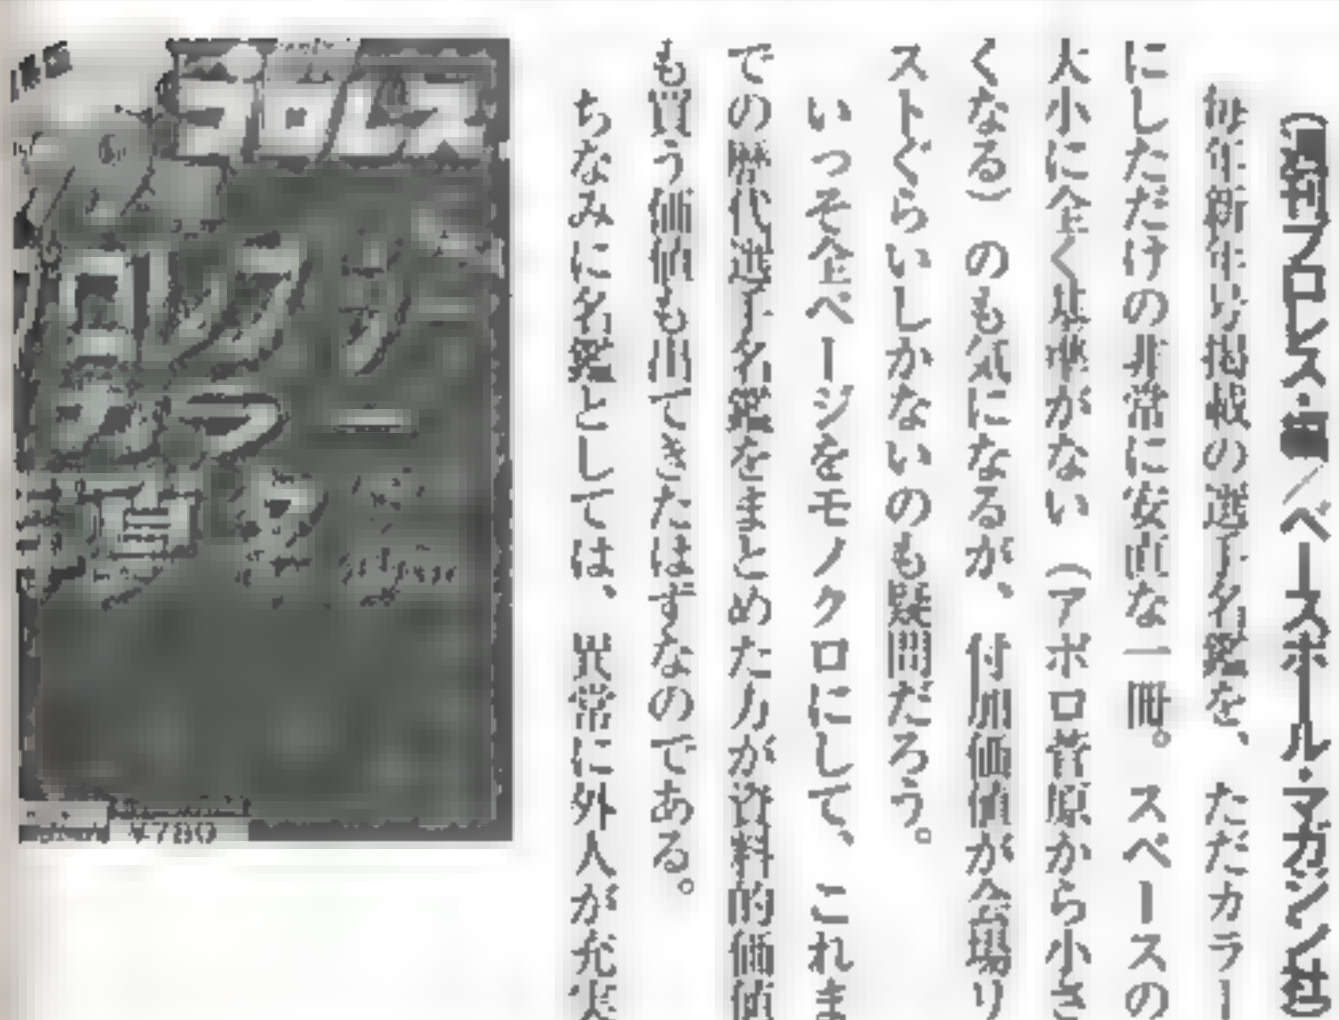 (週刊プロレス・編/ベースボール・マガジン社
毎年新年号掲載の選手名鑑を、ただカラー
にしただけの非常に安直な一冊。スペースの
大小に全く基準がない(アポロ菅原から小さ
くなる)のも気になるが、付加価値が会場リ
ストぐらいしかないのも疑問だろう。
いっそ全ページをモノクロにして、これま
での歴代選手名鑑をまとめた方が資料的価値
も買う価値も出てきたはずなのである。
ちなみに名鑑としては、異常に外人が充実
プロレス
¥780